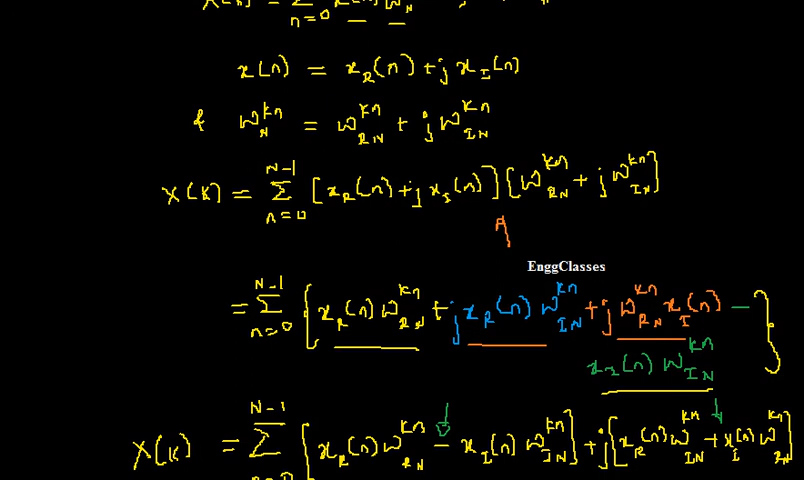 n=0
x(n) = x_R(n) + j x_I(n)
& W_N^{kn} = W_{RN}^{kn} + j W_{IN}^{kn}
X(K) = Σ_{n=0}^{N-1} [x_R(n) + j x_I(n)] [W_{RN}^{kn} + j W_{IN}^{kn}]
EnggClasses
= Σ_{n=0}^{N-1} { x_R(n) W_{RN}^{kn} + j x_R(n) W_{IN}^{kn} + j W_{RN}^{kn} x_I(n) −
x_I(n) W_{IN}^{kn} }
X(K) = Σ^{N-1} [ x_R(n) W_{RN}^{kn} − x_I(n) W_{IN}^{kn} ] + j [ x_R(n) W_{IN}^{kn} + x_I(n) W_{RN}^{kn} ]